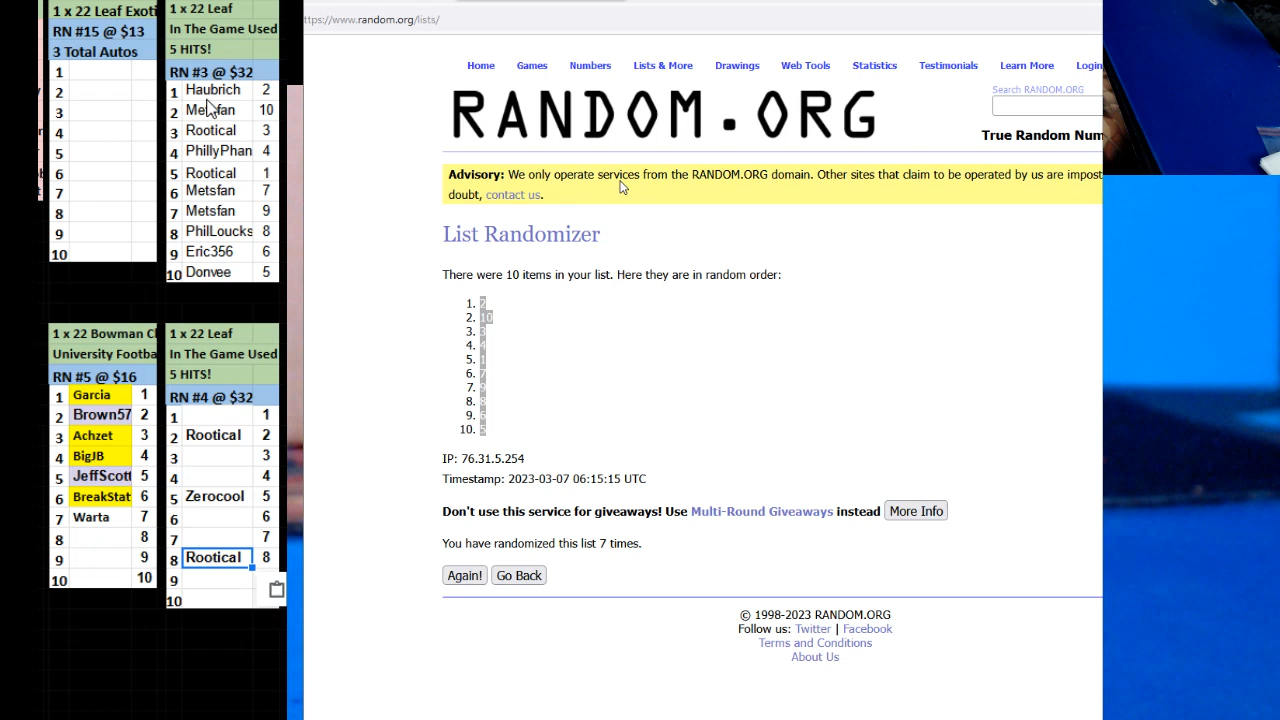 1 x 22 Leaf Exoti
RN #15 @ $13
3 Total Autos
1
2
3
4
5
6
7
8
9
10
1 x 22 Leaf
In The Game Used
5 HITS!
RN #3 @ $32
1 Haubrich 2
2 Metsfan 10
3 Rootical 3
4 PhillyPhan 4
5 Rootical 1
6 Metsfan 7
7 Metsfan 9
8 PhilLoucks 8
9 Eric356 6
10 Donvee 5
1 x 22 Bowman C
University Footba
RN #5 @ $16
1 Garcia 1
2 Brown57 2
3 Achzet 3
4 BigJB 4
5 JeffScott 5
6 BreakStat 6
7 Warta 7
8 8
9 9
10 10
1 x 22 Leaf
In The Game Used
5 HITS!
RN #4 @ $32
1 1
2 Rootical 2
3 3
4 4
5 Zerocool 5
6 6
7 7
8 Rootical 8
9
10
ttps://www.random.org/lists/
Home Games Numbers Lists & More Drawings Web Tools Statistics Testimonials Learn More Login
Search RANDOM.ORG
RANDOM.ORG
True Random Num
Advisory: We only operate services from the RANDOM.ORG domain. Other sites that claim to be operated by us are impost
doubt, contact us.
List Randomizer
There were 10 items in your list. Here they are in random order:
1. 2
2. 10
3. 3
4. 4
5. 1
6. 7
7. 9
8. 8
9. 6
10. 5
IP: 76.31.5.254
Timestamp: 2023-03-07 06:15:15 UTC
Don't use this service for giveaways! Use Multi-Round Giveaways instead More Info
You have randomized this list 7 times.
Again! Go Back
© 1998-2023 RANDOM.ORG
Follow us: Twitter | Facebook
Terms and Conditions
About Us